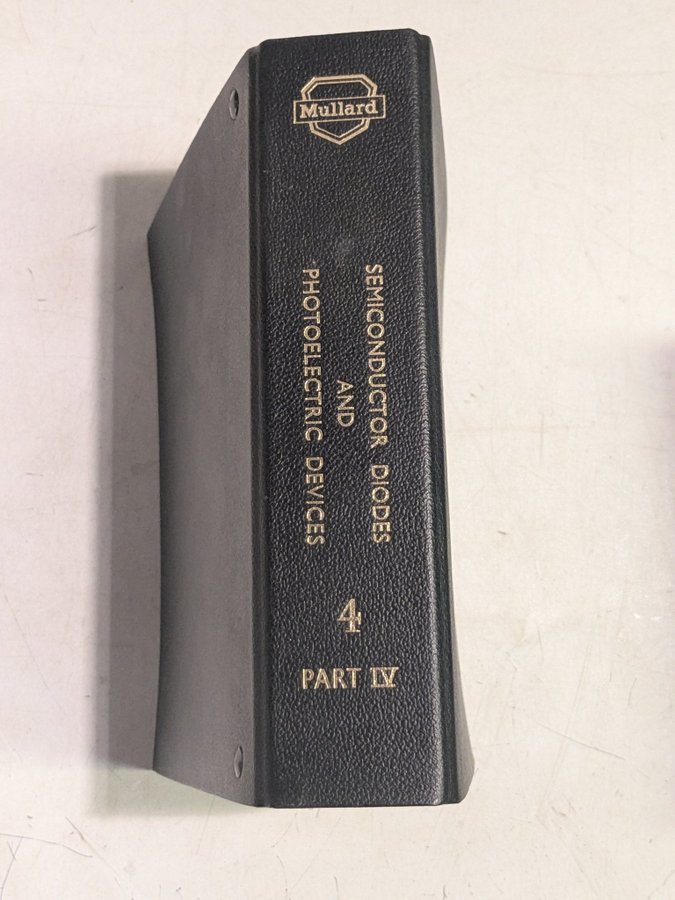 Mullard
SEMICONDUCTOR DIODES
AND
PHOTOELECTRIC DEVICES
4
PART IV